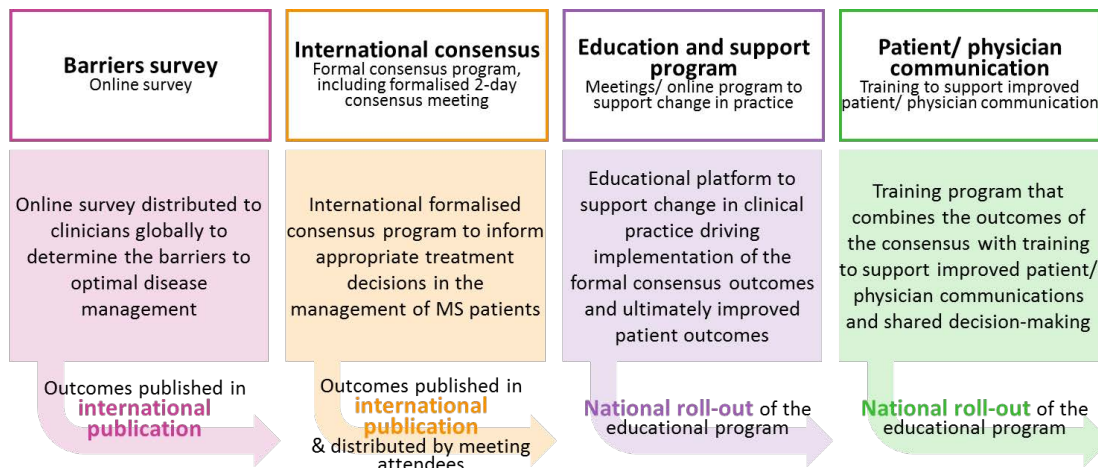 Barriers survey
Online survey
International consensus
Formal consensus program,
including formalised 2-day
consensus meeting
Education and support
program
Meetings/ online program to
support change in practice
Patient/ physician
communication
Training to support improved
patient/ physician communication
Online survey distributed to
clinicians globally to
determine the barriers to
optimal disease
management
International formalised
consensus program to inform
appropriate treatment
decisions in the
management of MS patients
Educational platform to
support change in clinical
practice driving
implementation of the
formal consensus outcomes
and ultimately improved
patient outcomes
Training program that
combines the outcomes of
the consensus with training
to support improved patient/
physician communications
and shared decision-making
Outcomes published in
international
publication
Outcomes published in
international
publication
& distributed by meeting
attendees
National roll-out of the
educational program
National roll-out of the
educational program